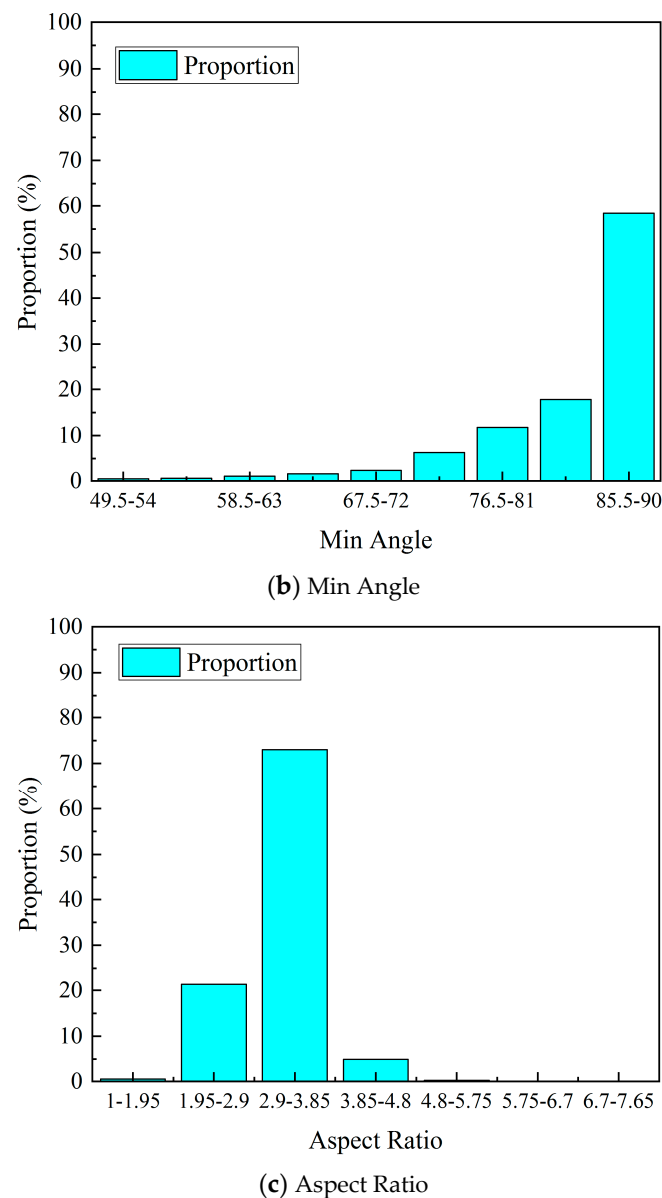 100
90
80
70
60
50
40
30
20
10
0
Proportion (%)
Proportion
49.5-54 58.5-63 67.5-72 76.5-81 85.5-90
Min Angle
(b) Min Angle
100
90
80
70
60
50
40
30
20
10
0
Proportion (%)
Proportion
1-1.95 1.95-2.9 2.9-3.85 3.85-4.8 4.8-5.75 5.75-6.7 6.7-7.65
Aspect Ratio
(c) Aspect Ratio